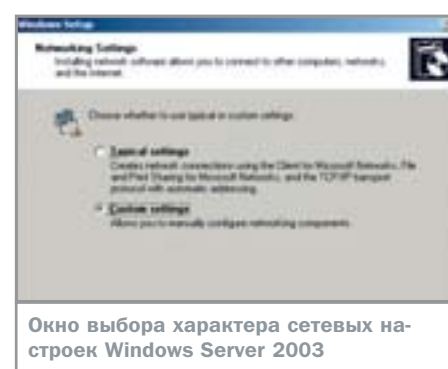 Windows Setup
Networking Settings
Installing network software allows you to connect to other computers, networks,
and the Internet.
Choose whether to use typical or custom settings:
Typical settings
Creates network connections using the Client for Microsoft Networks, File
and Print Sharing for Microsoft Networks, and the TCP/IP transport
protocol with automatic addressing.
Custom settings
Allows you to manually configure networking components.
Окно выбора характера сетевых на-
строек Windows Server 2003